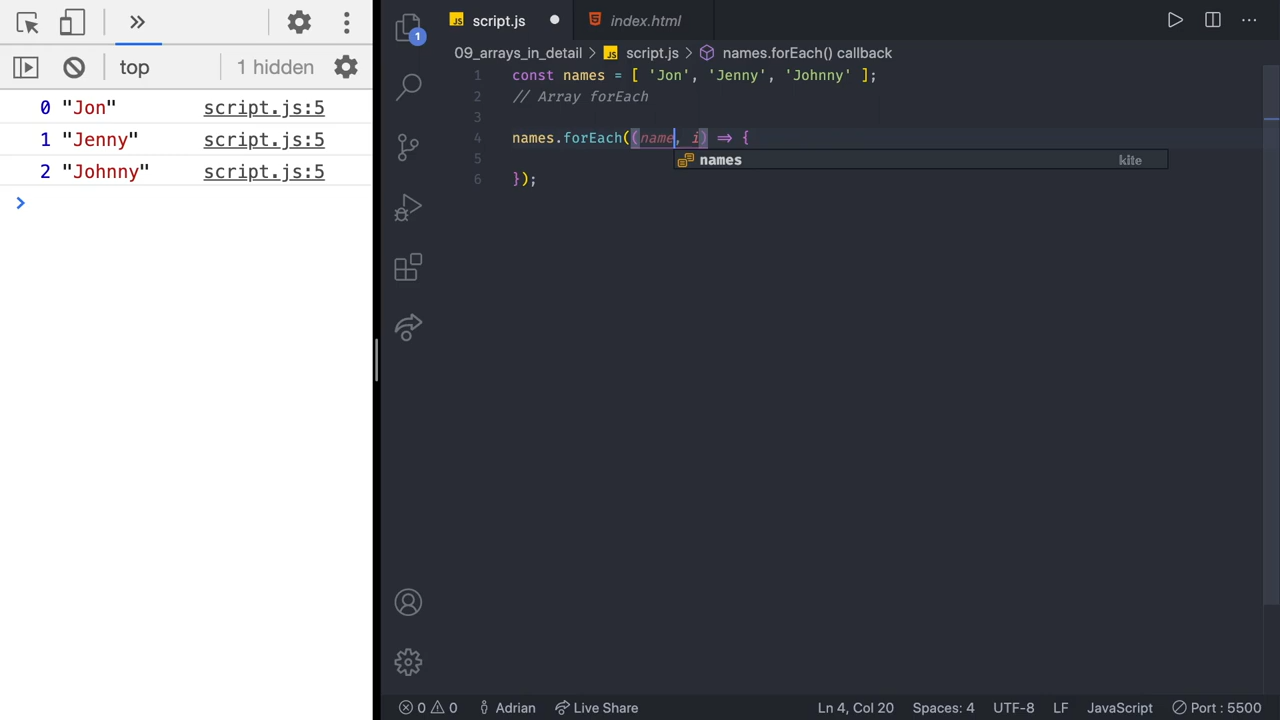 top
1 hidden
0 "Jon" script.js:5
1 "Jenny" script.js:5
2 "Johnny" script.js:5
1
JS script.js
index.html
09_arrays_in_detail > JS script.js > names.forEach() callback
1 const names = [ 'Jon', 'Jenny', 'Johnny' ];
2 // Array forEach
3
4 names.forEach((name, i) => {
names kite
5
6 });
0 0 Adrian Live Share Ln 4, Col 20 Spaces: 4 UTF-8 LF JavaScript Port : 5500